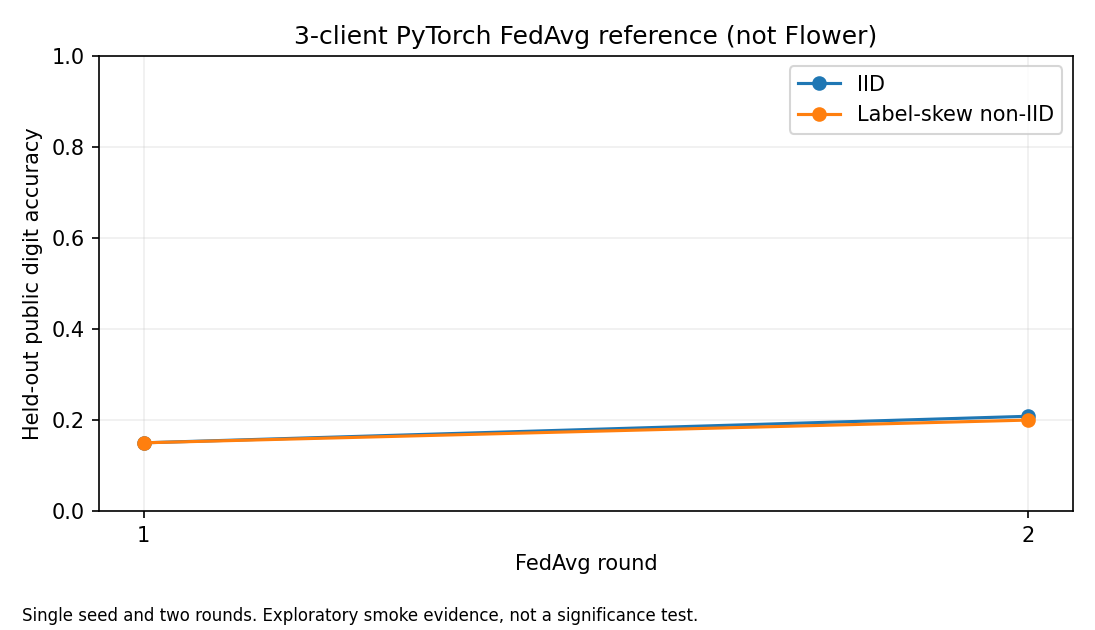 3-client PyTorch FedAvg reference (not Flower)
IID
Label-skew non-IID
Held-out public digit accuracy
1.0
0.8
0.6
0.4
0.2
0.0
1
2
FedAvg round
Single seed and two rounds. Exploratory smoke evidence, not a significance test.